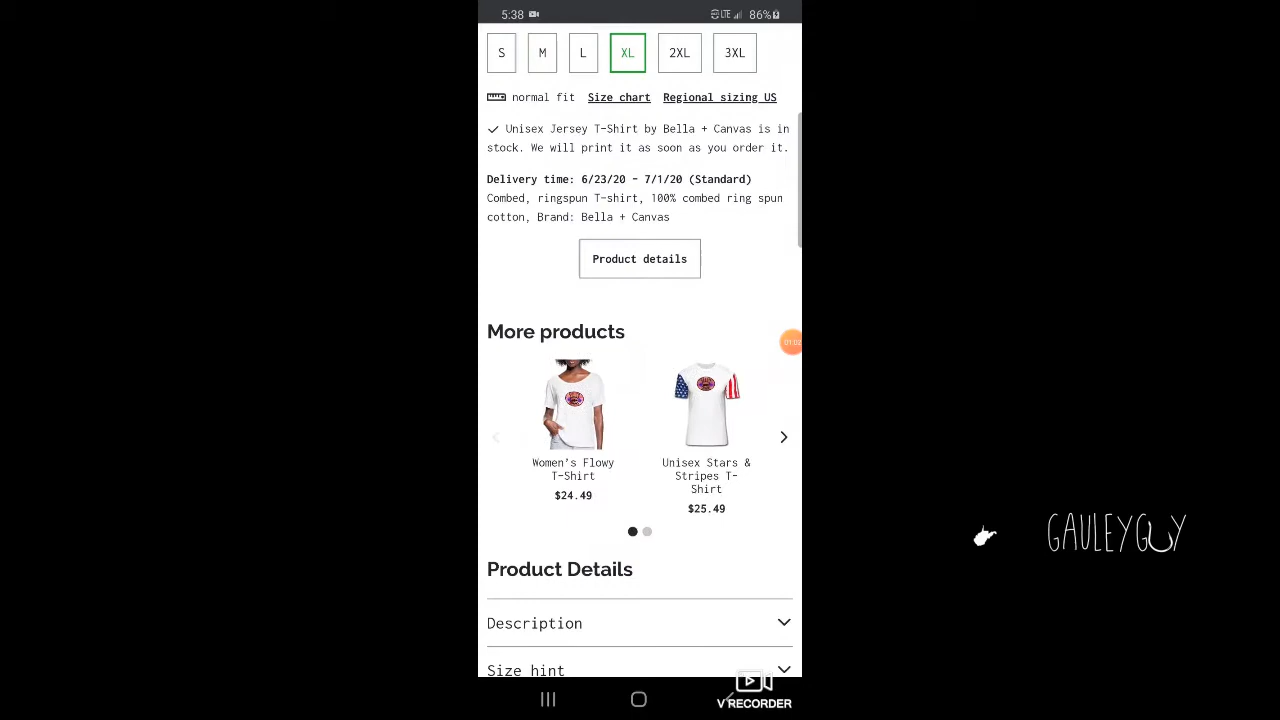 5:38 LTE 86%
S M L XL 2XL 3XL
normal fit Size chart Regional sizing US
Unisex Jersey T-Shirt by Bella + Canvas is in
stock. We will print it as soon as you order it.
Delivery time: 6/23/20 - 7/1/20 (Standard)
Combed, ringspun T-shirt, 100% combed ring spun
cotton, Brand: Bella + Canvas
Product details
More products
01:02
Women's Flowy
T-Shirt
$24.49
Unisex Stars &
Stripes T-
Shirt
$25.49
GAULEYGUY
Product Details
Description
Size hint
V RECORDER